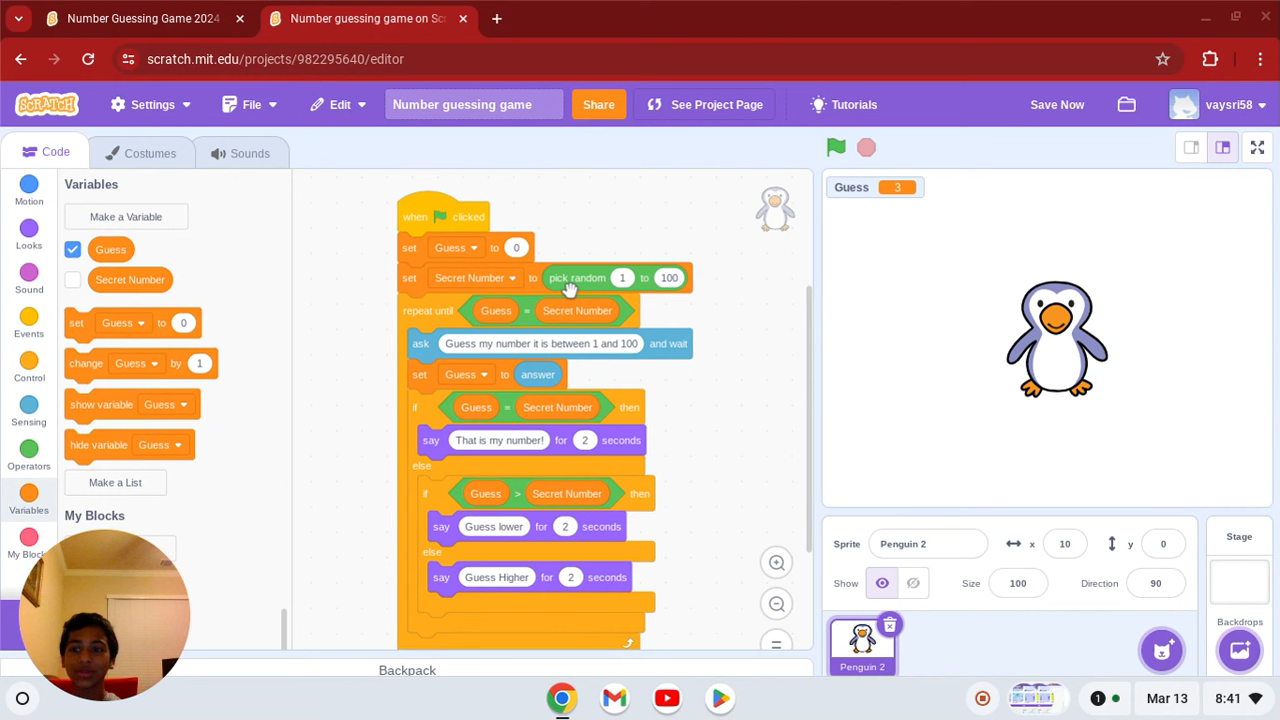 Number Guessing Game 2024
Number guessing game on Scr
scratch.mit.edu/projects/982295640/editor
SCRATCH
Settings
File
Edit
Number guessing game
Share
See Project Page
Tutorials
Save Now
vaysri58
Code
Costumes
Sounds
Motion
Looks
Sound
Events
Control
Sensing
Operators
Variables
My Blo
Variables
Make a Variable
Guess
Secret Number
set Guess to 0
change Guess by 1
show variable Guess
hide variable Guess
Make a List
My Blocks
when clicked
set Guess to 0
set Secret Number to pick random 1 to 100
repeat until Guess = Secret Number
ask Guess my number it is between 1 and 100 and wait
set Guess to answer
if Guess = Secret Number then
say That is my number! for 2 seconds
else
if Guess > Secret Number then
say Guess lower for 2 seconds
else
say Guess Higher for 2 seconds
Backpack
Guess 3
Sprite Penguin 2 x 10 y 0
Show Size 100 Direction 90
Penguin 2
Stage
Backdrops
1 Mar 13 8:41